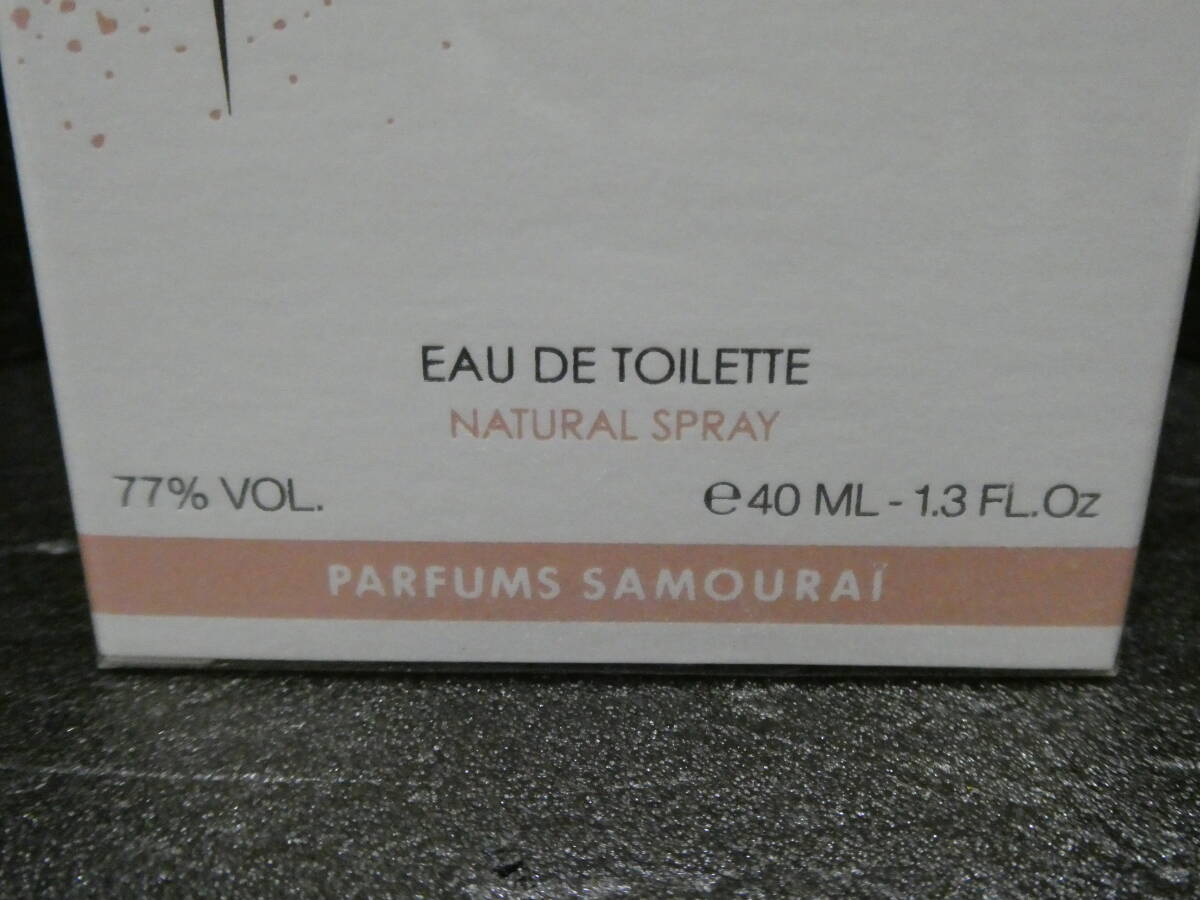 EAU DE TOILETTE
NATURAL SPRAY
77% VOL.
℮40 ML - 1.3 FL.Oz
PARFUMS SAMOURAÏ